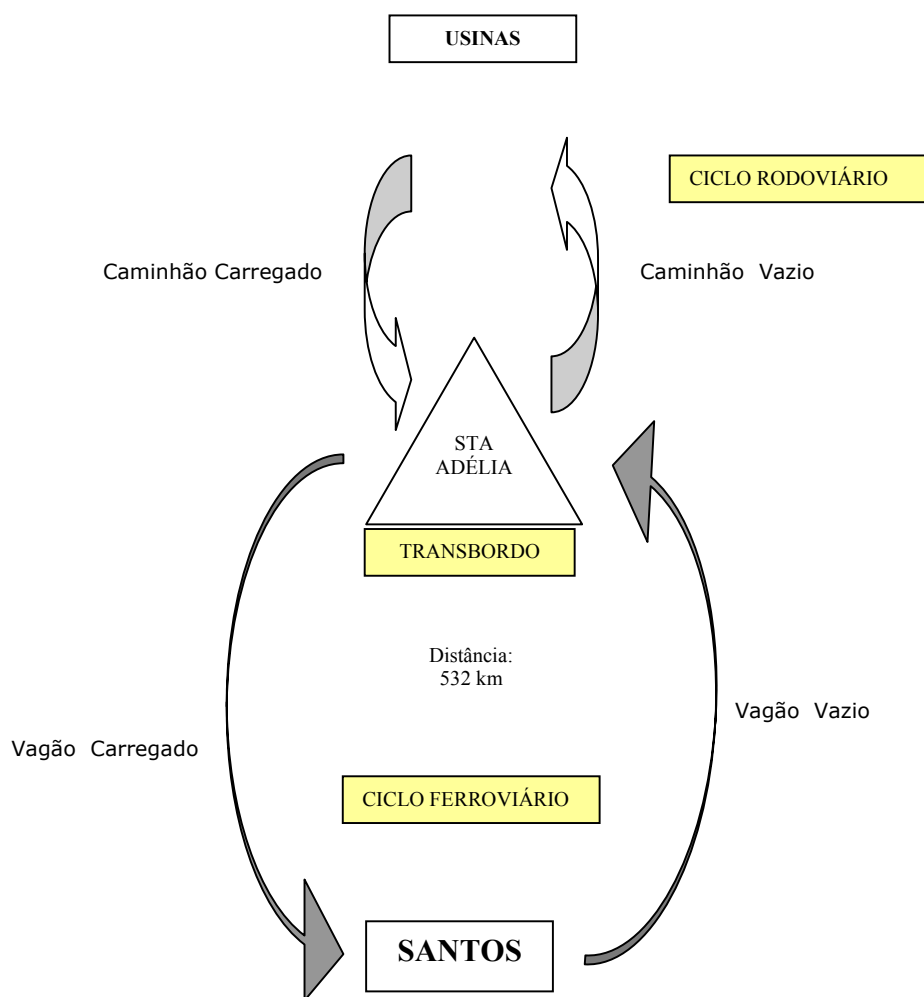 USINAS
CICLO RODOVIÁRIO
Caminhão Carregado
Caminhão Vazio
STA
ADÉLIA
TRANSBORDO
Distância:
532 km
Vagão Vazio
Vagão Carregado
CICLO FERROVIÁRIO
SANTOS